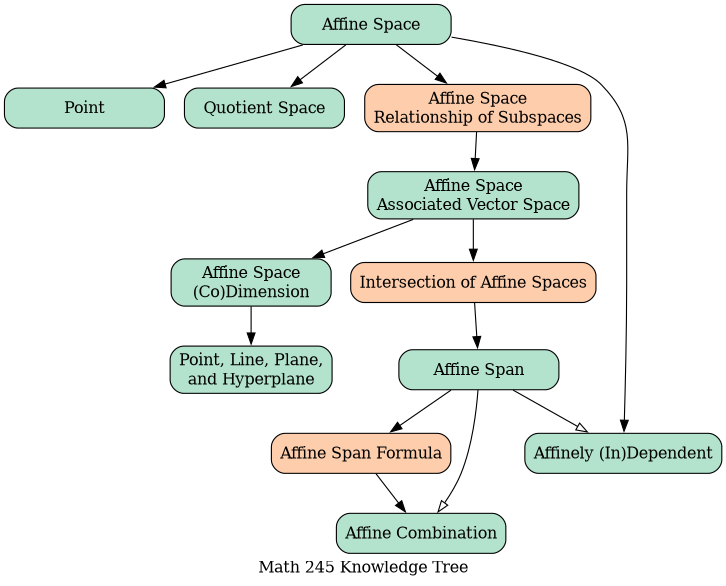 Affine Space
Point
Quotient Space
Affine Space
Relationship of Subspaces
Affine Space
Associated Vector Space
Affine Space
(Co)Dimension
Intersection of Affine Spaces
Point, Line, Plane,
and Hyperplane
Affine Span
Affine Span Formula
Affinely (In)Dependent
Affine Combination
Math 245 Knowledge Tree